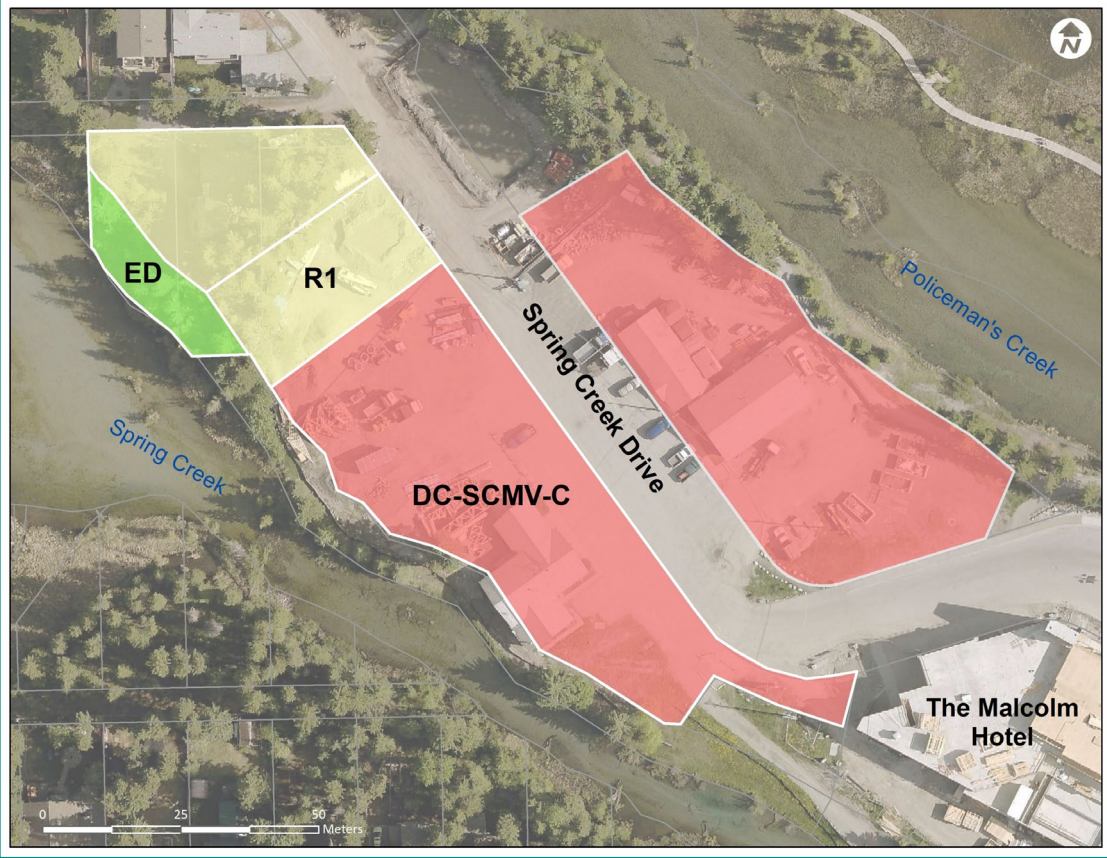 N
ED
R1
Policeman's Creek
Spring Creek Drive
Spring Creek
DC-SCMV-C
The Malcolm
Hotel
0 25 50
Meters